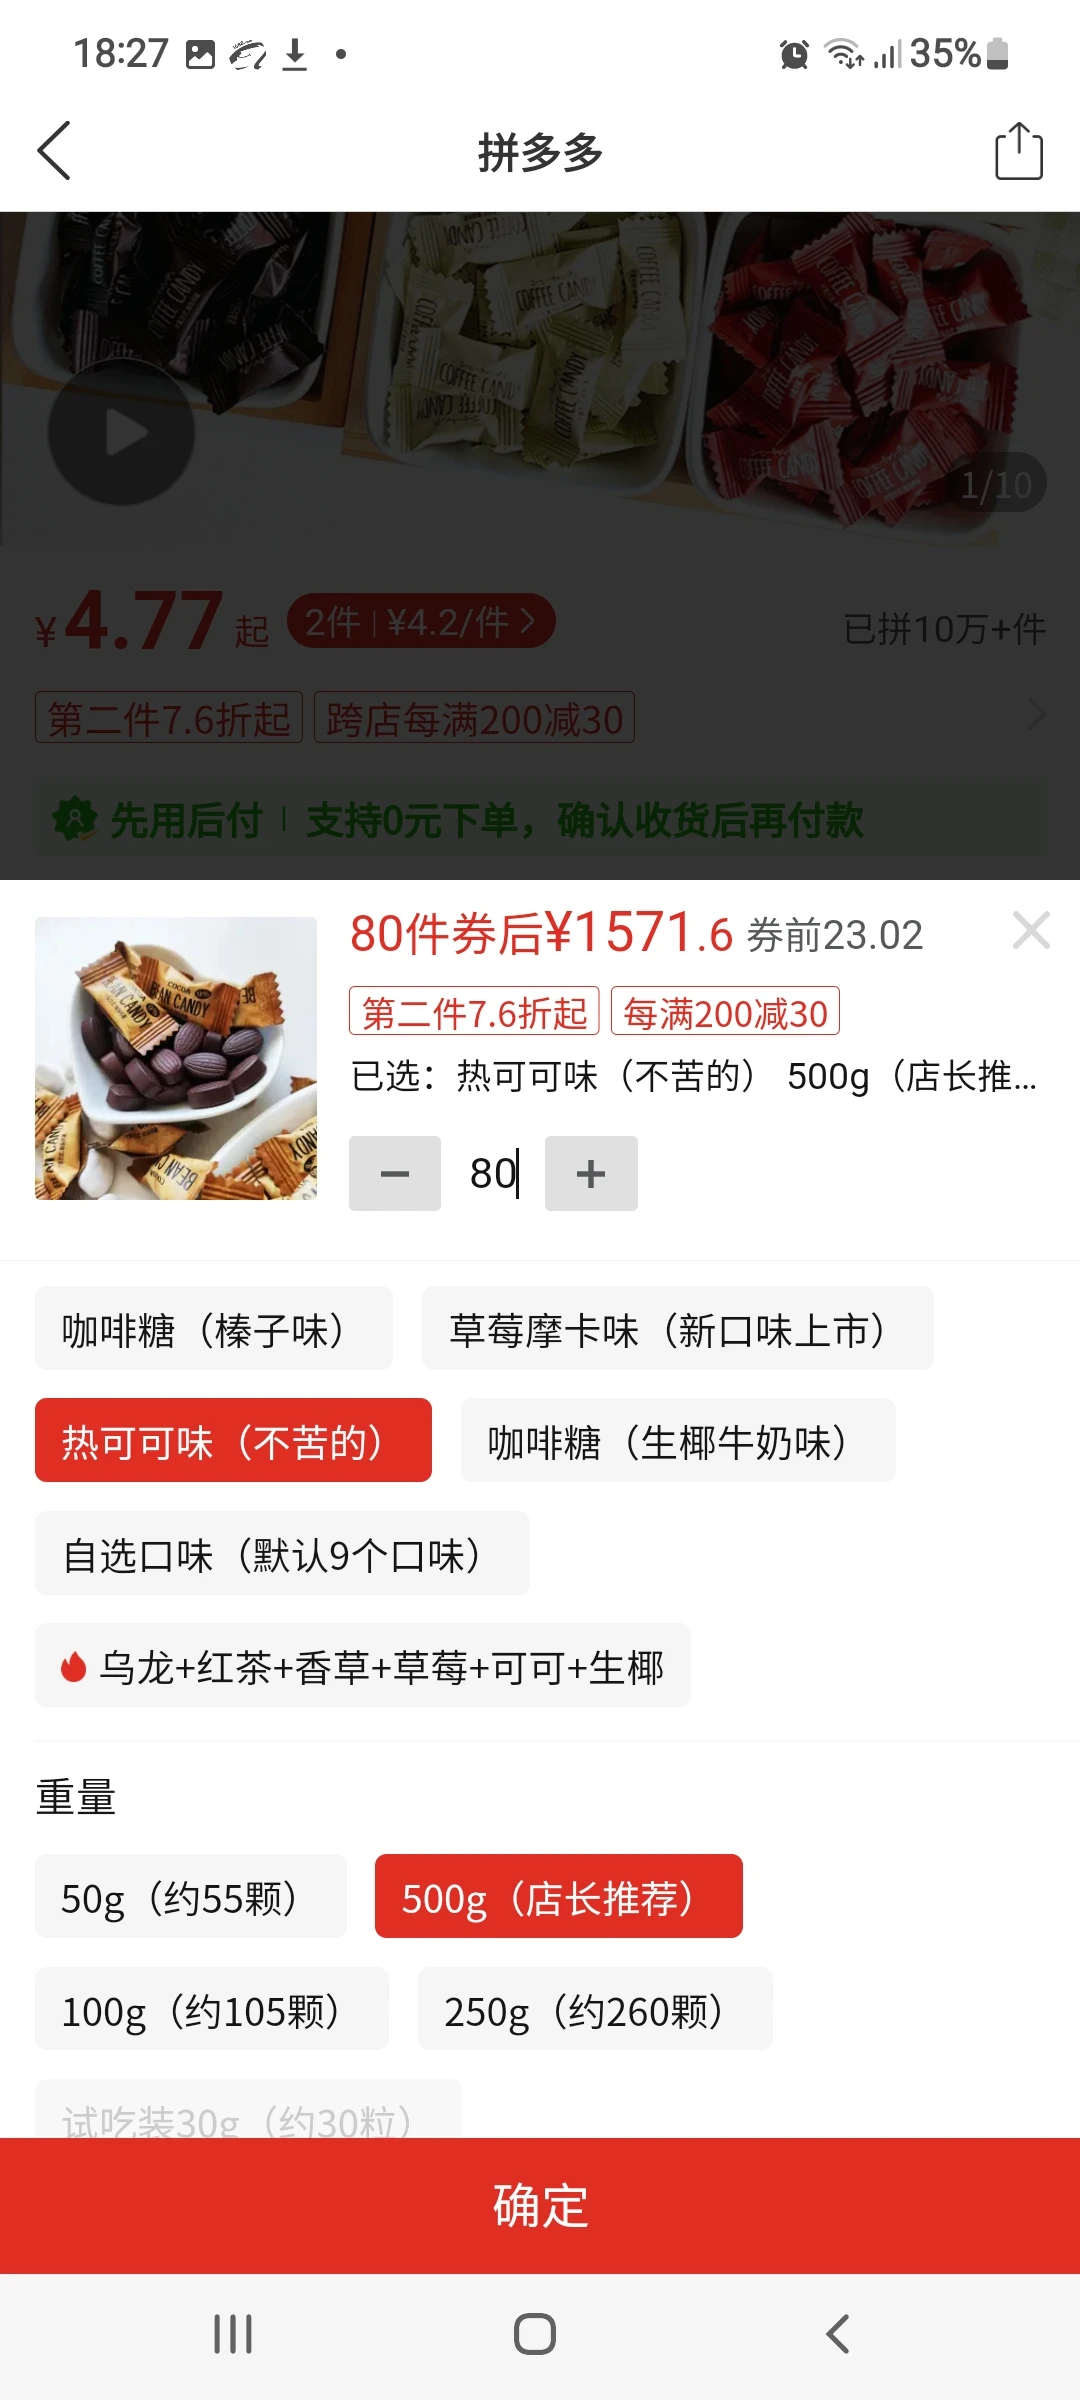 18:27 35%
拼多多
COFFEE CANDY
1/10
¥4.77起 2件 ¥4.2/件 已拼10万+件
第二件7.6折起 跨店每满200减30
先用后付 支持0元下单，确认收货后再付款
80件券后¥1571.6 券前23.02
第二件7.6折起 每满200减30
已选：热可可味（不苦的） 500g（店长推...
COCOA
BEAN CANDY
- 80 +
咖啡糖（榛子味） 草莓摩卡味（新口味上市）
热可可味（不苦的） 咖啡糖（生椰牛奶味）
自选口味（默认9个口味）
乌龙+红茶+香草+草莓+可可+生椰
重量
50g（约55颗） 500g（店长推荐）
100g（约105颗） 250g（约260颗）
试吃装30g（约30粒）
确定